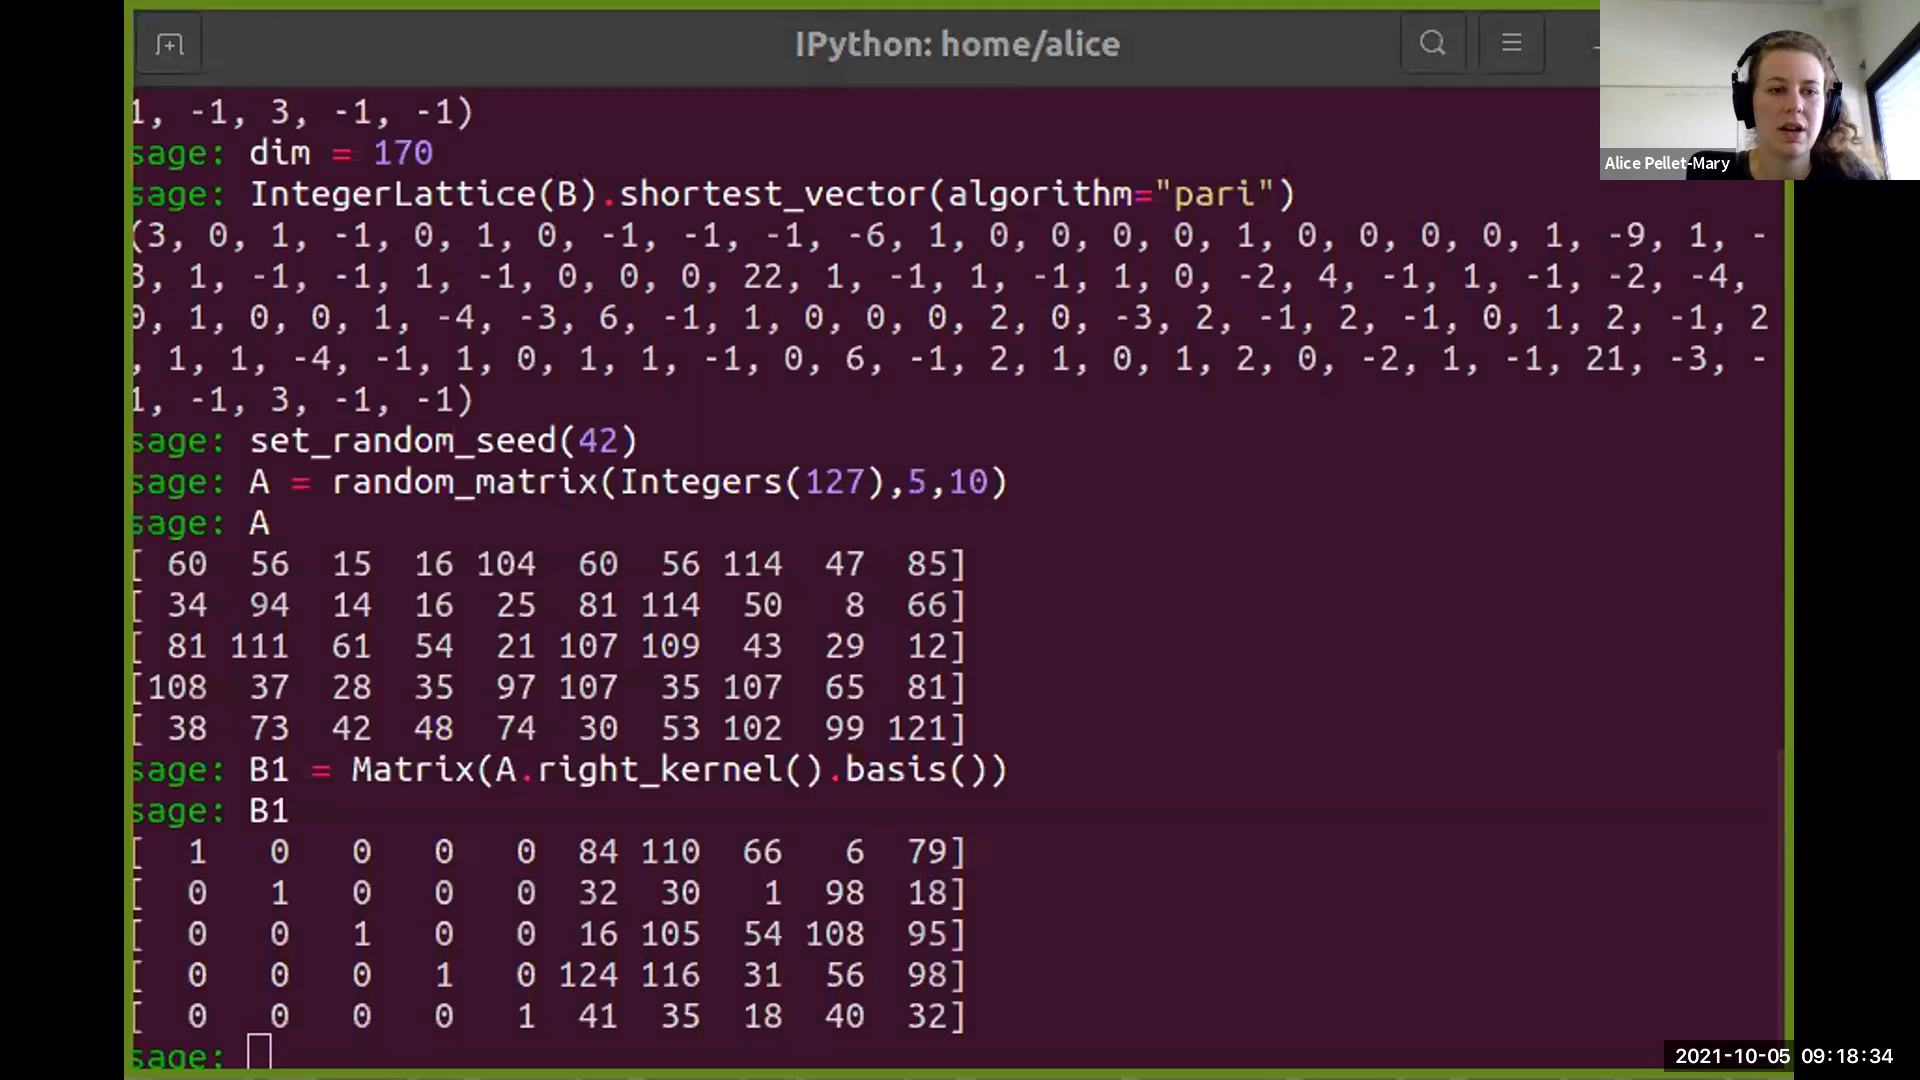 IPython: home/alice
Alice Pellet-Mary
1, -1, 3, -1, -1)
sage: dim = 170
sage: IntegerLattice(B).shortest_vector(algorithm="pari")
(3, 0, 1, -1, 0, 1, 0, -1, -1, -1, -6, 1, 0, 0, 0, 0, 1, 0, 0, 0, 0, 1, -9, 1, -
3, 1, -1, -1, 1, -1, 0, 0, 0, 22, 1, -1, 1, -1, 1, 0, -2, 4, -1, 1, -1, -2, -4,
0, 1, 0, 0, 1, -4, -3, 6, -1, 1, 0, 0, 0, 2, 0, -3, 2, -1, 2, -1, 0, 1, 2, -1, 2
, 1, 1, -4, -1, 1, 0, 1, 1, -1, 0, 6, -1, 2, 1, 0, 1, 2, 0, -2, 1, -1, 21, -3, -
1, -1, 3, -1, -1)
sage: set_random_seed(42)
sage: A = random_matrix(Integers(127),5,10)
sage: A
[ 60 56 15 16 104 60 56 114 47 85]
[ 34 94 14 16 25 81 114 50 8 66]
[ 81 111 61 54 21 107 109 43 29 12]
[108 37 28 35 97 107 35 107 65 81]
[ 38 73 42 48 74 30 53 102 99 121]
sage: B1 = Matrix(A.right_kernel().basis())
sage: B1
[ 1 0 0 0 0 84 110 66 6 79]
[ 0 1 0 0 0 32 30 1 98 18]
[ 0 0 1 0 0 16 105 54 108 95]
[ 0 0 0 1 0 124 116 31 56 98]
[ 0 0 0 0 1 41 35 18 40 32]
sage:
2021-10-05 09:18:34